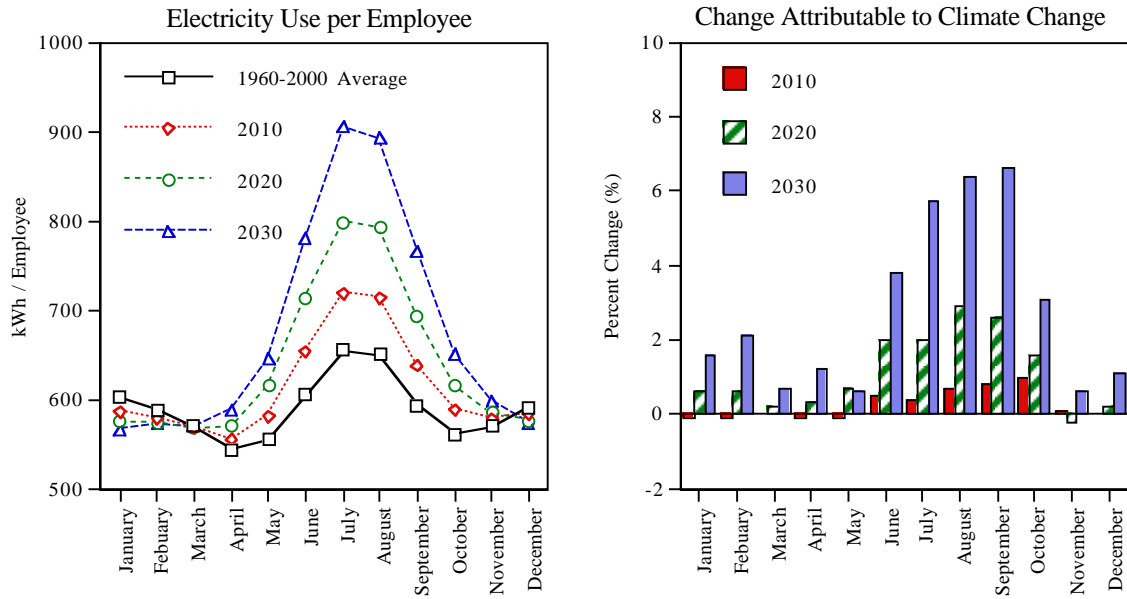 Electricity Use per Employee
1000
900
800
700
600
500
kWh / Employee
1960-2000 Average
2010
2020
2030
January
Febuary
March
April
May
June
July
August
September
October
November
December
Change Attributable to Climate Change
10
8
6
4
2
0
-2
Percent Change (%)
2010
2020
2030
January
Febuary
March
April
May
June
July
August
September
October
November
December